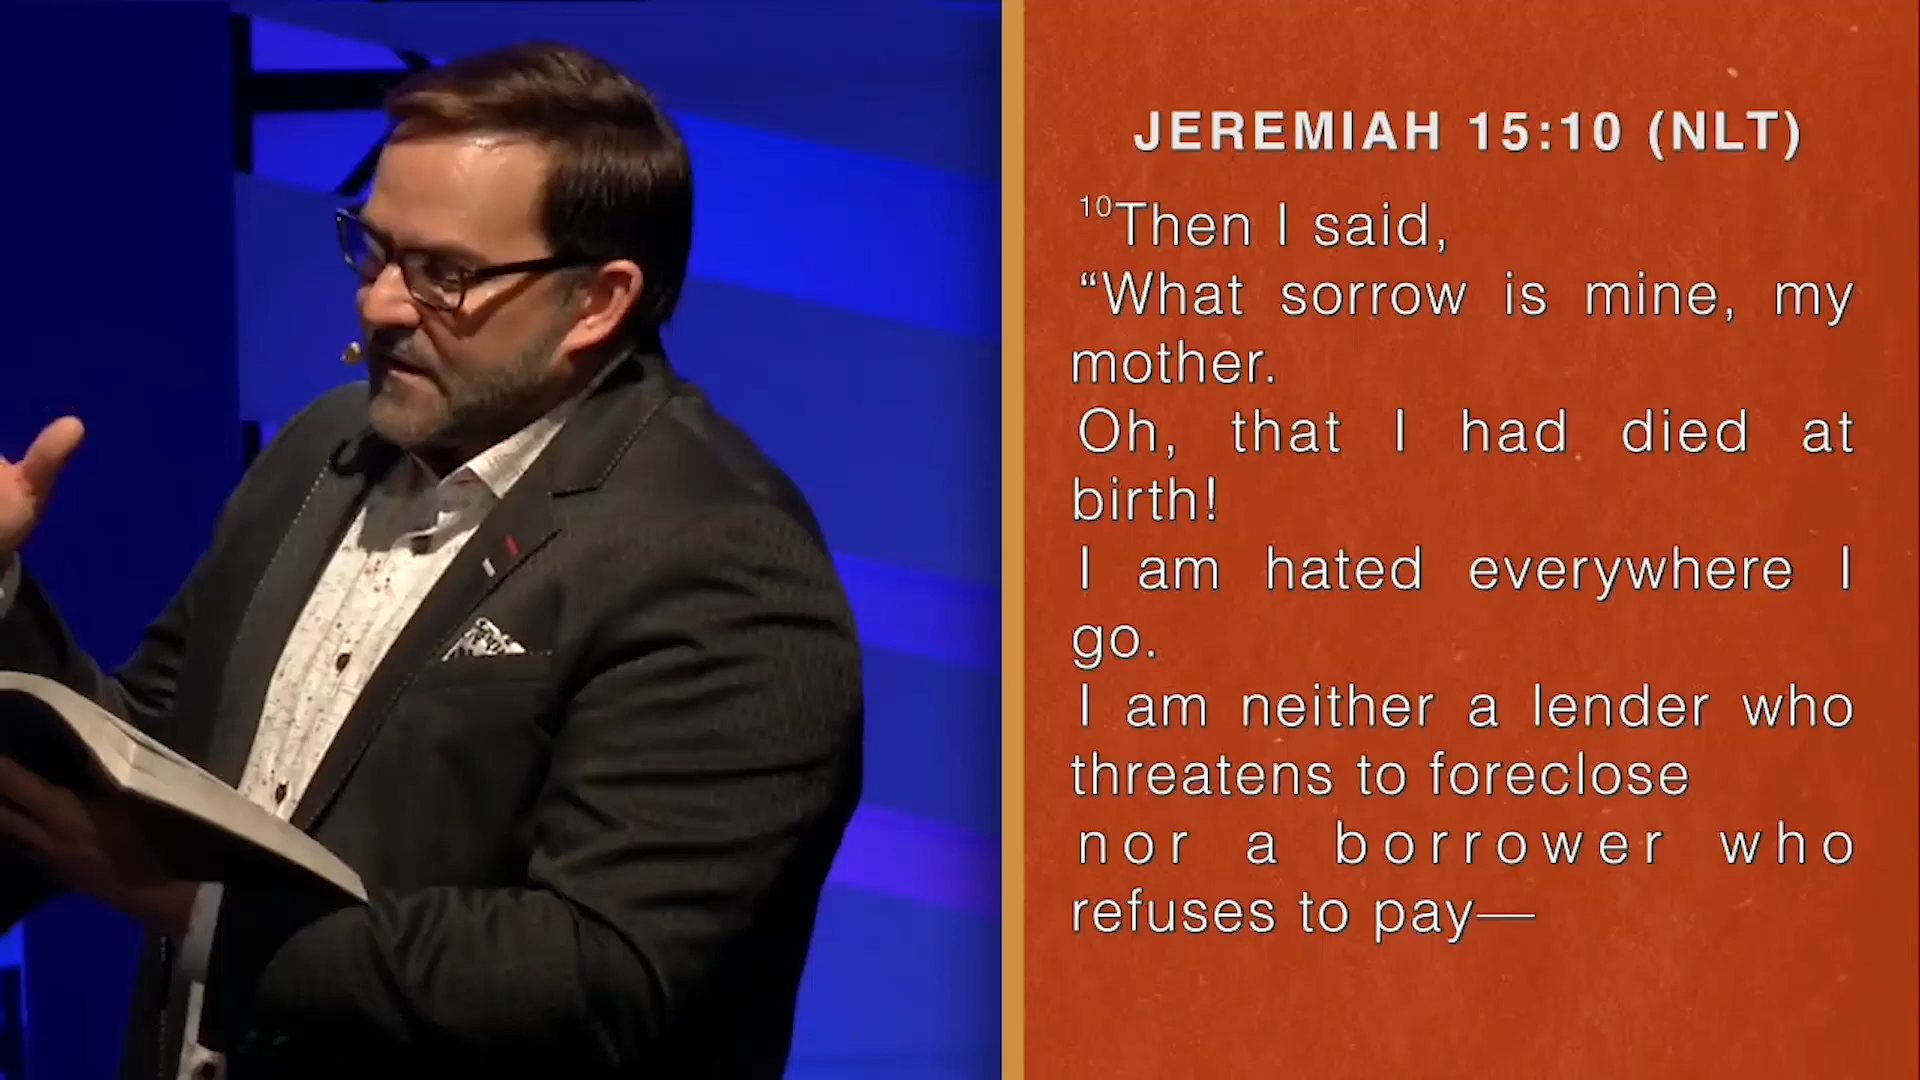 JEREMIAH 15:10 (NLT)
10Then I said,
“What sorrow is mine, my
mother.
Oh, that I had died at
birth!
I am hated everywhere I
go.
I am neither a lender who
threatens to foreclose
nor a borrower who
refuses to pay—